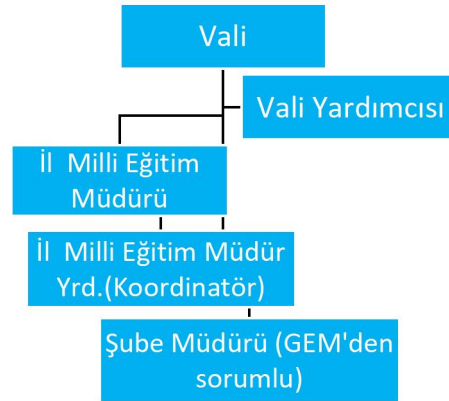 Vali
Vali Yardımcısı
İl  Milli Eğitim
Müdürü
İl Milli Eğitim Müdür
Yrd.(Koordinatör)
Şube Müdürü (GEM'den
sorumlu)